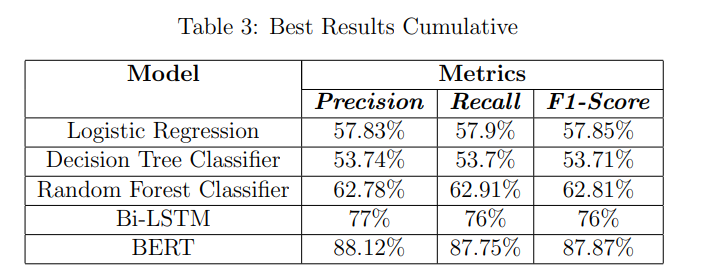 Table 3: Best Results Cumulative
Model Metrics
Precision Recall F1-Score
Logistic Regression 57.83% 57.9% 57.85%
Decision Tree Classifier 53.74% 53.7% 53.71%
Random Forest Classifier 62.78% 62.91% 62.81%
Bi-LSTM 77% 76% 76%
BERT 88.12% 87.75% 87.87%